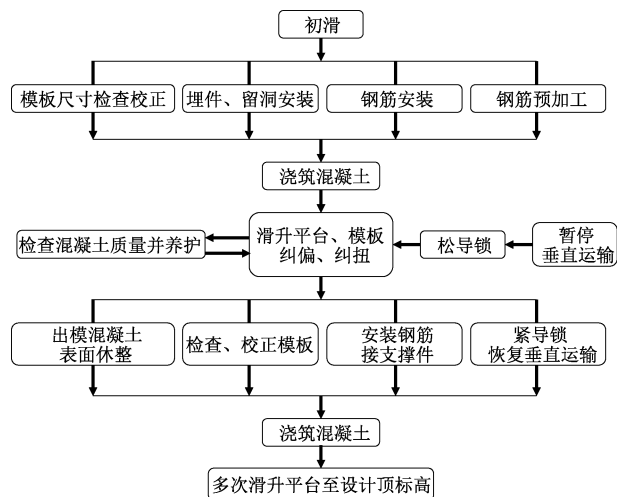 初滑
模板尺寸检查校正
埋件、留洞安装
钢筋安装
钢筋预加工
浇筑混凝土
检查混凝土质量并养护
滑升平台、模板
纠偏、纠扭
松导锁
暂停
垂直运输
出模混凝土
表面休整
检查、校正模板
安装钢筋
接支撑件
紧导锁
恢复垂直运输
浇筑混凝土
多次滑升平台至设计顶标高